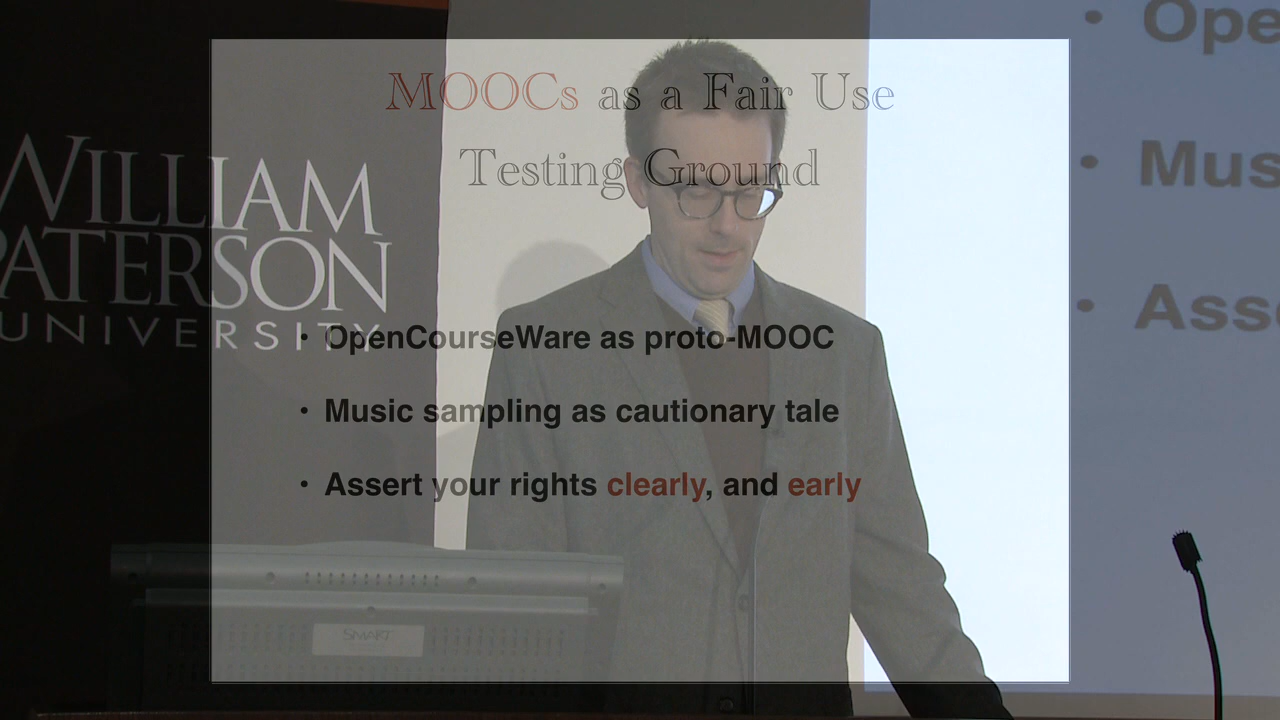 MOOCs as a Fair Use
Testing Ground
• OpenCourseWare as proto-MOOC
• Music sampling as cautionary tale
• Assert your rights clearly, and early
WILLIAM
PATERSON
UNIVERSITY
SMART
• Ope
• Mus
• Ass